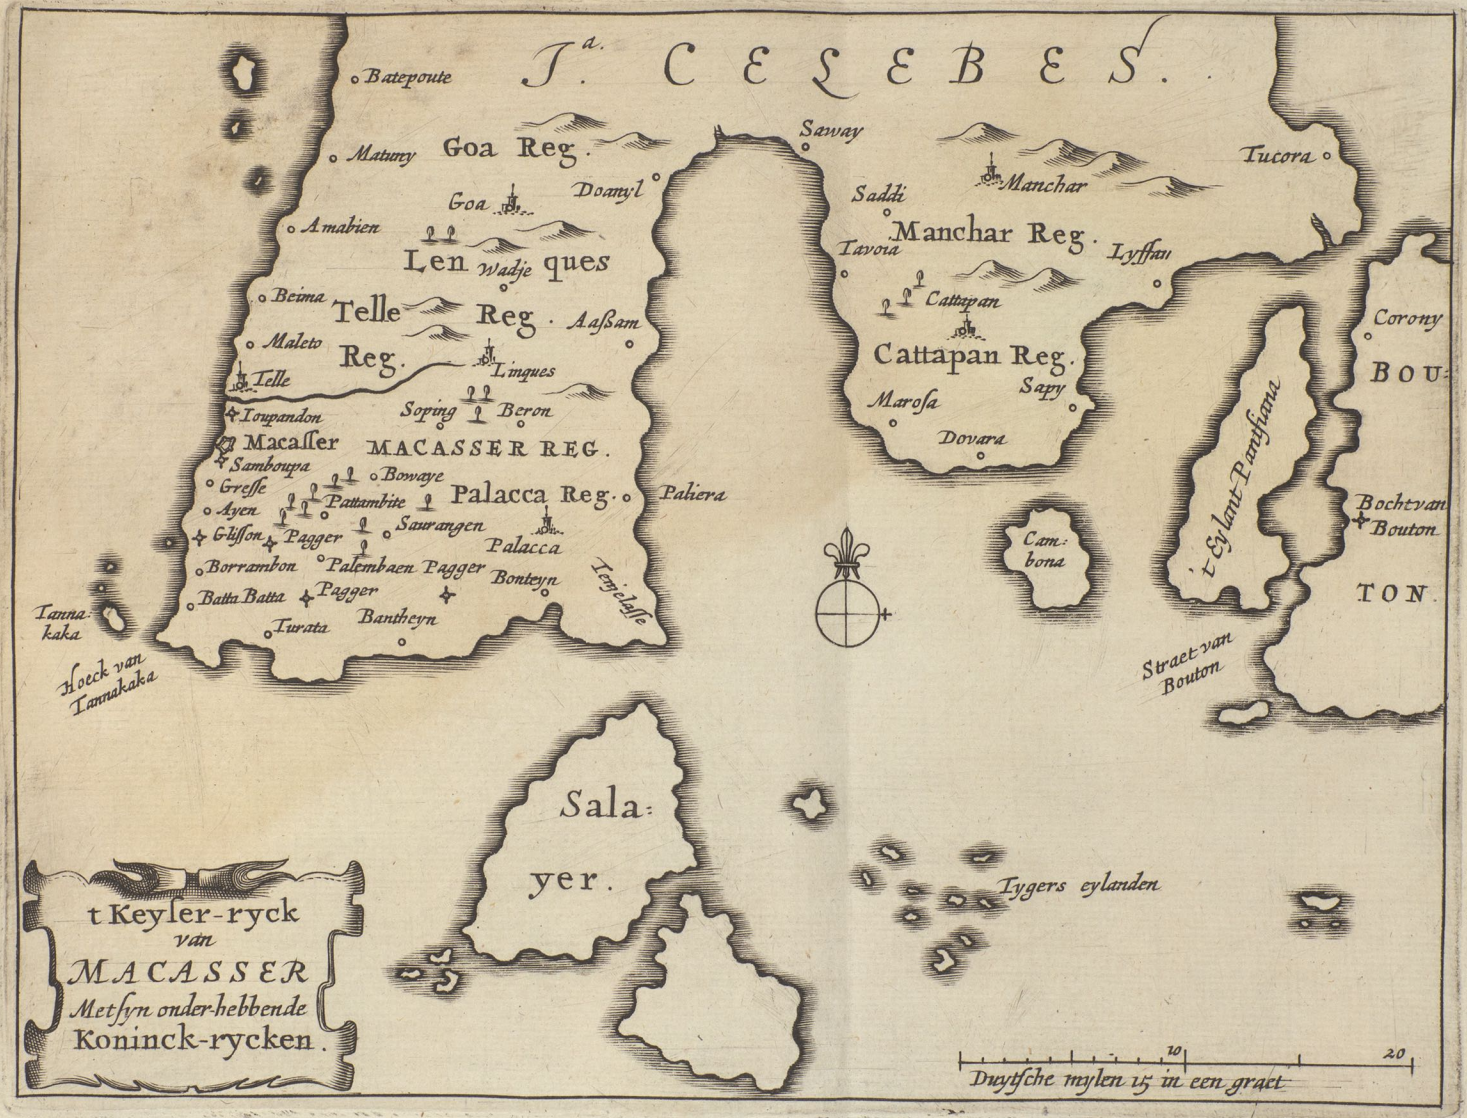 Iª. CELEBES.
Batepoute
Saway
Matuny
Goa Reg.
Tucora
Doanyl
Manchar
Goa
Saddi
Amabien
Manchar Reg.
Tavoia
Lyffan
Len ques
Wadje
Beima
Cattapan
Telle Reg.
Aaßam
Corony
Maleto
Reg.
Cattapan Reg.
BOU=
Linques
Telle
Sapy
Ioupandon
Soping
Beron
Marosa
t'Eylant Pantsiana
Macasser
MACASSER REG.
Dovara
Samboupa
Bowaye
Gresse
Palacca Reg.
Paliera
Pattambite
Bocht van
Bouton
Ayen
Saurangen
Glisson
Pagger
Palacca
Cam=
bona
Borrambon
Palembaen
Pagger
Bonteyn
Tenjelasse
Batta Batta
Pagger
TON.
Tanna=
kaka
Turata
Bantheyn
Hoeck van
Tannakaka
Straet van
Bouton
Sala=
yer.
Tygers eylanden
t Keyser-ryck
van
MACASSER
Met syn onder-hebbende
Koninck-rycken.
10 20
Duytsche mylen 15 in een graet